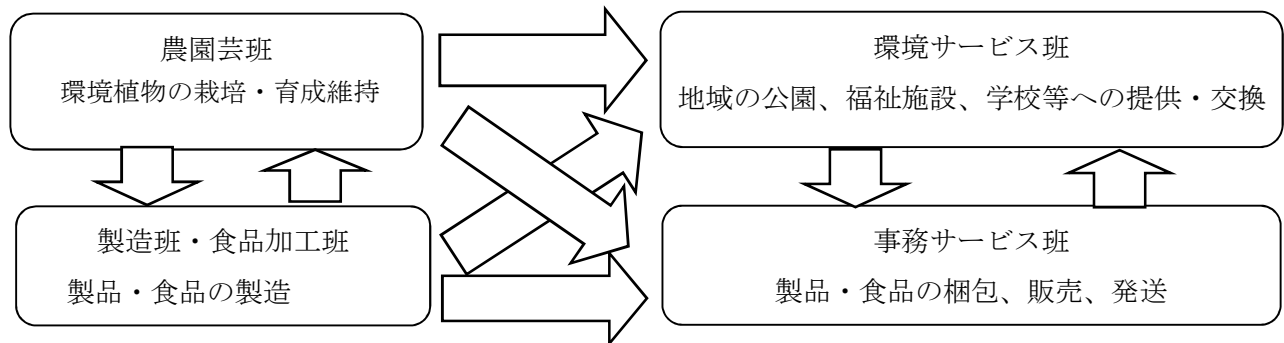 農園芸班
環境植物の栽培・育成維持
環境サービス班
地域の公園、福祉施設、学校等への提供・交換
製造班・食品加工班
製品・食品の製造
事務サービス班
製品・食品の梱包、販売、発送